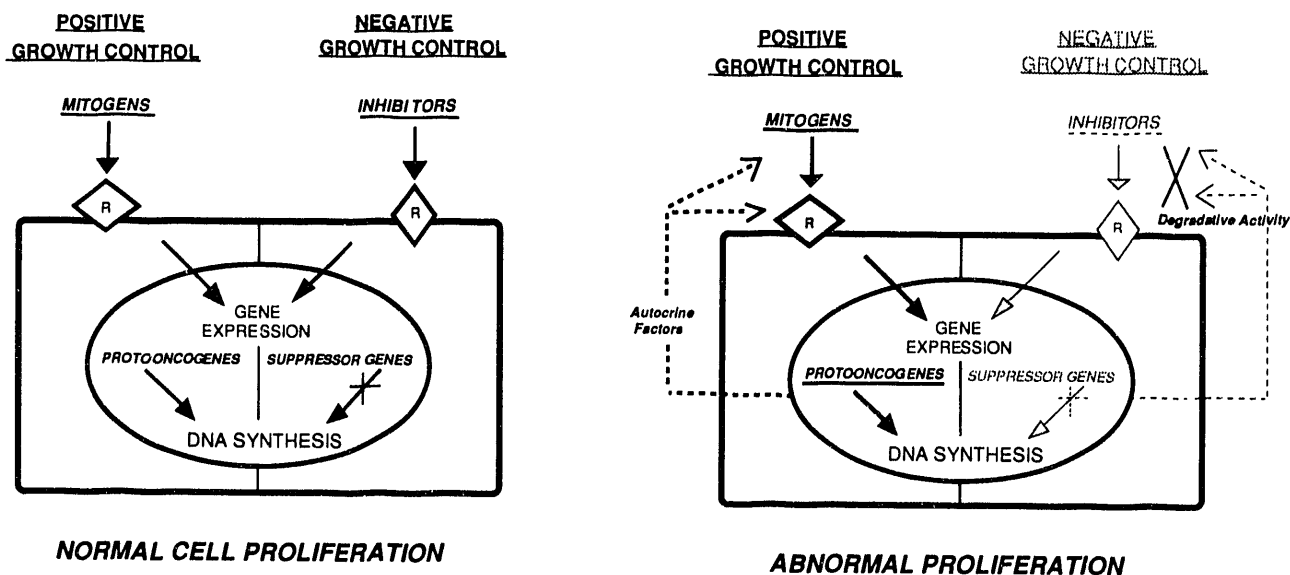 POSITIVE
GROWTH CONTROL
NEGATIVE
GROWTH CONTROL
MITOGENS
INHIBITORS
R
R
GENE
EXPRESSION
PROTOONCOGENES
SUPPRESSOR GENES
DNA SYNTHESIS
NORMAL CELL PROLIFERATION
POSITIVE
GROWTH CONTROL
NEGATIVE
GROWTH CONTROL
MITOGENS
INHIBITORS
R
R
Degradative Activity
Autocrine
Factors
GENE
EXPRESSION
PROTOONCOGENES
SUPPRESSOR GENES
DNA SYNTHESIS
ABNORMAL PROLIFERATION